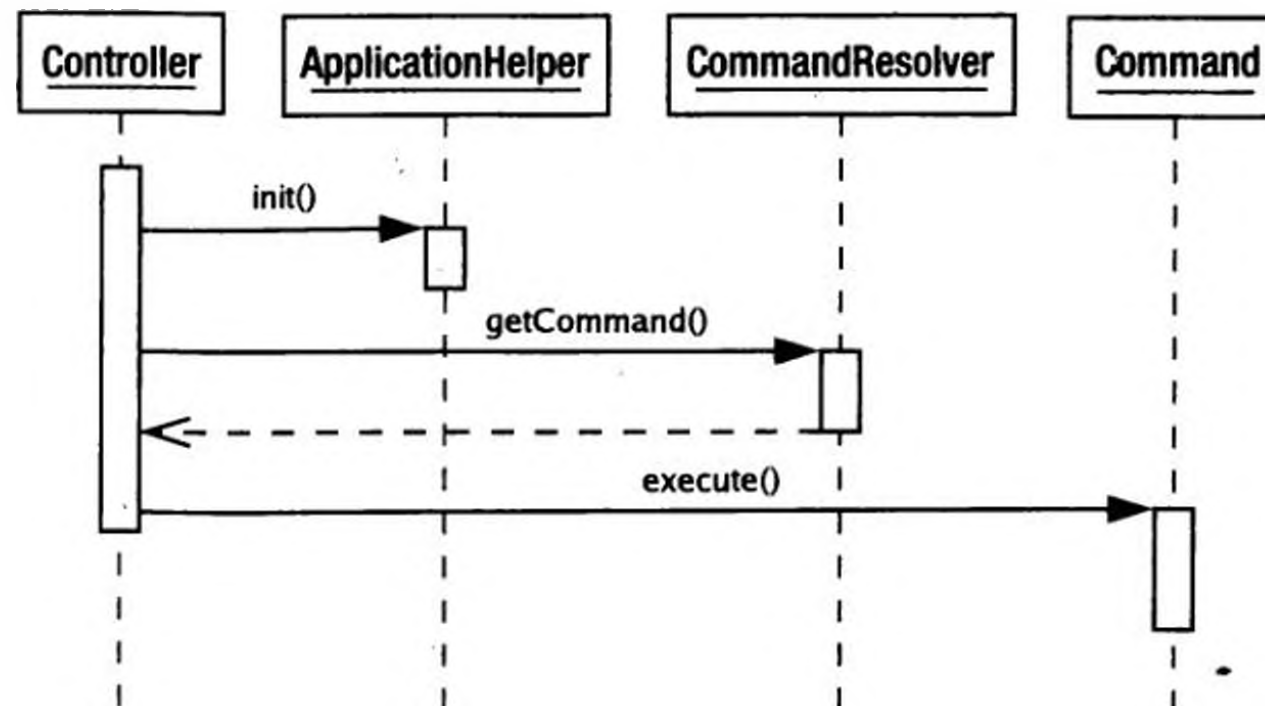 Controller
ApplicationHelper
CommandResolver
Command
init()
getCommand()
execute()